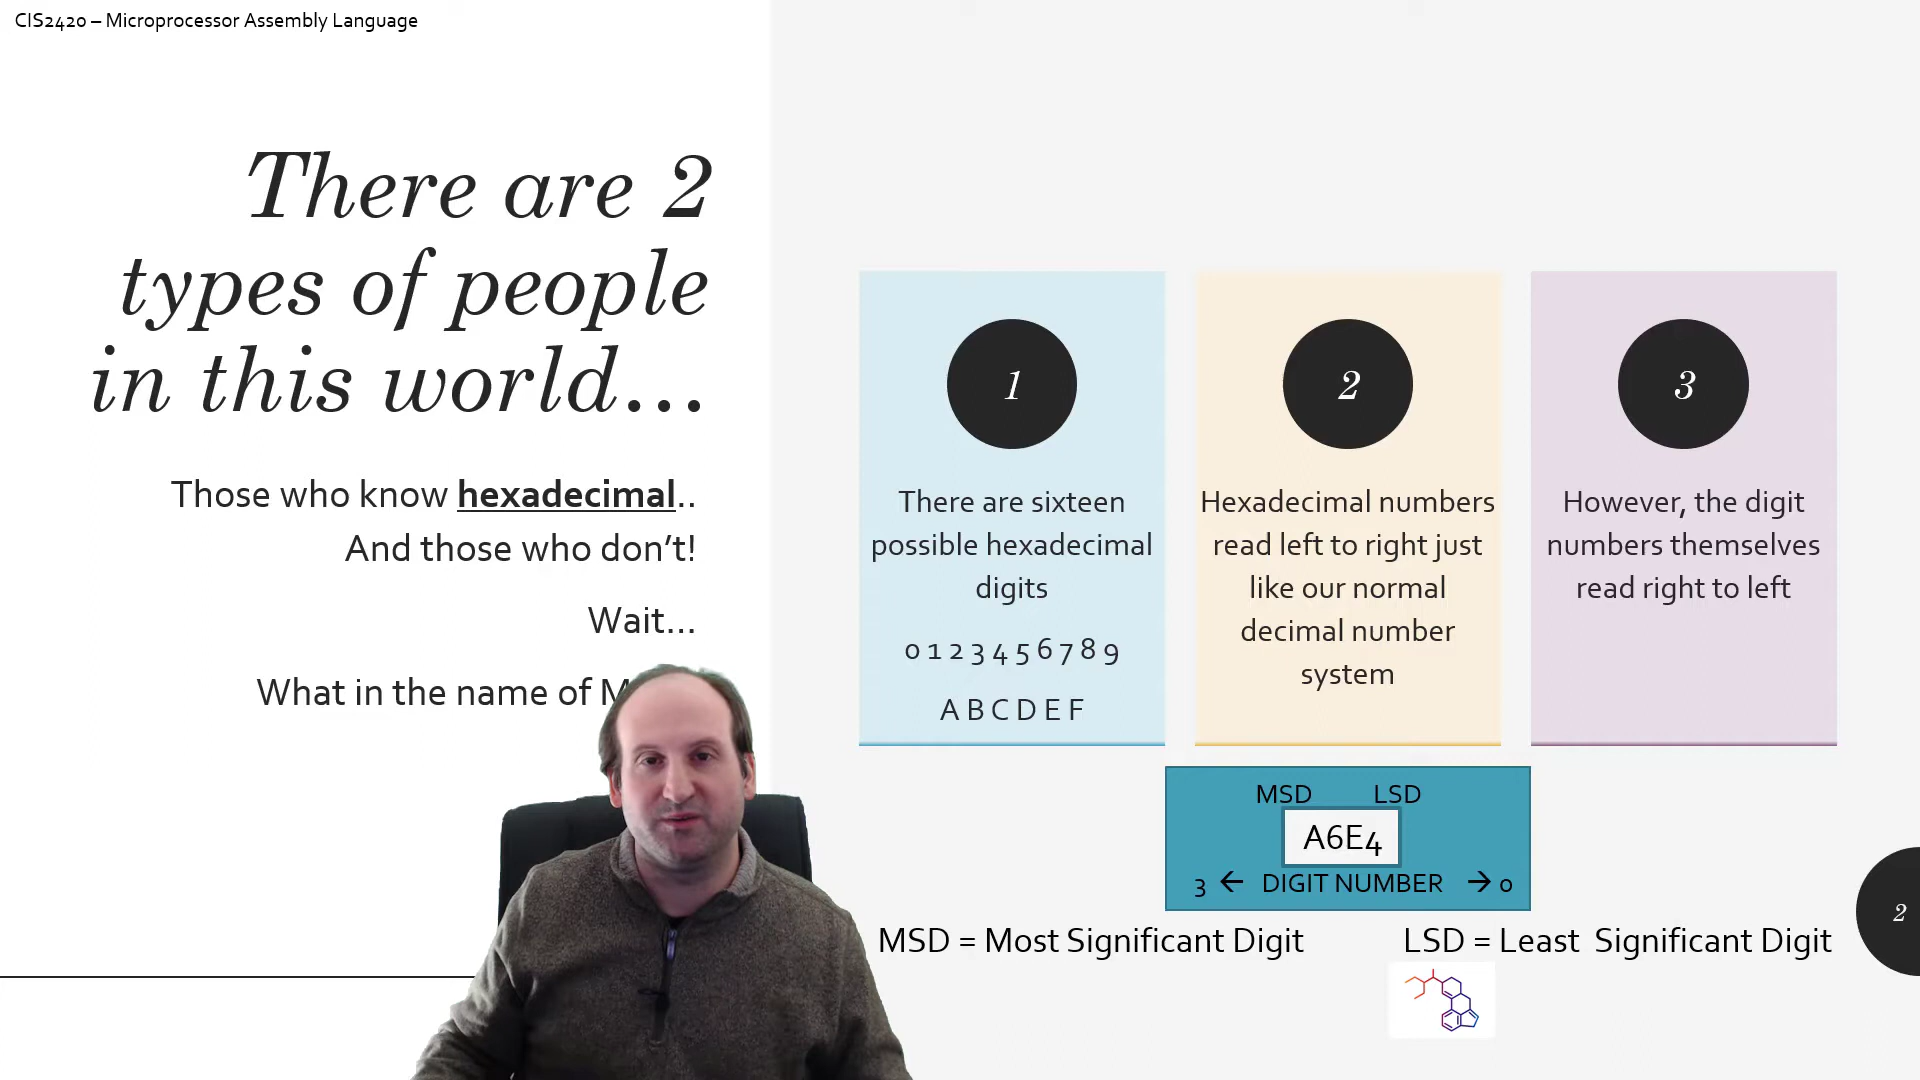 CIS2420 – Microprocessor Assembly Language
There are 2
types of people
in this world…
Those who know hexadecimal..
And those who don’t!
Wait…
What in the name of
1
There are sixteen
possible hexadecimal
digits
0 1 2 3 4 5 6 7 8 9
A B C D E F
2
Hexadecimal numbers
read left to right just
like our normal
decimal number
system
3
However, the digit
numbers themselves
read right to left
MSD LSD
A6E4
3 ← DIGIT NUMBER → 0
MSD = Most Significant Digit
LSD = Least Significant Digit
2